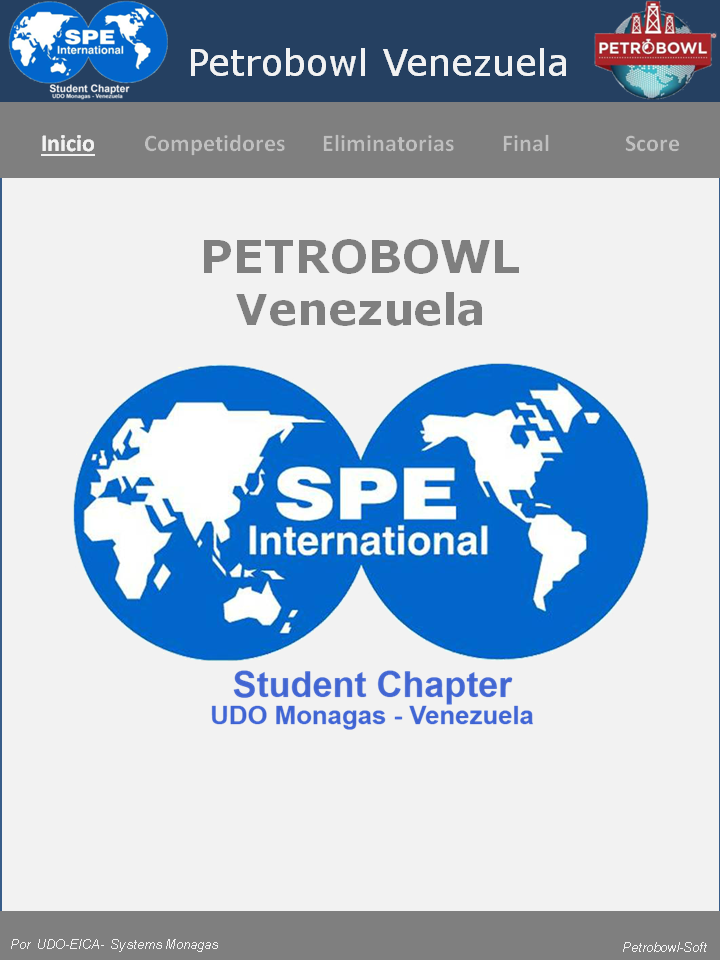 SPE
International
Student Chapter
UDO Monagas - Venezuela
Petrobowl Venezuela
PETROBOWL
Inicio Competidores Eliminatorias Final Score
PETROBOWL
Venezuela
SPE
International
Student Chapter
UDO Monagas - Venezuela
Por UDO-EICA- Systems Monagas
Petrobowl-Soft